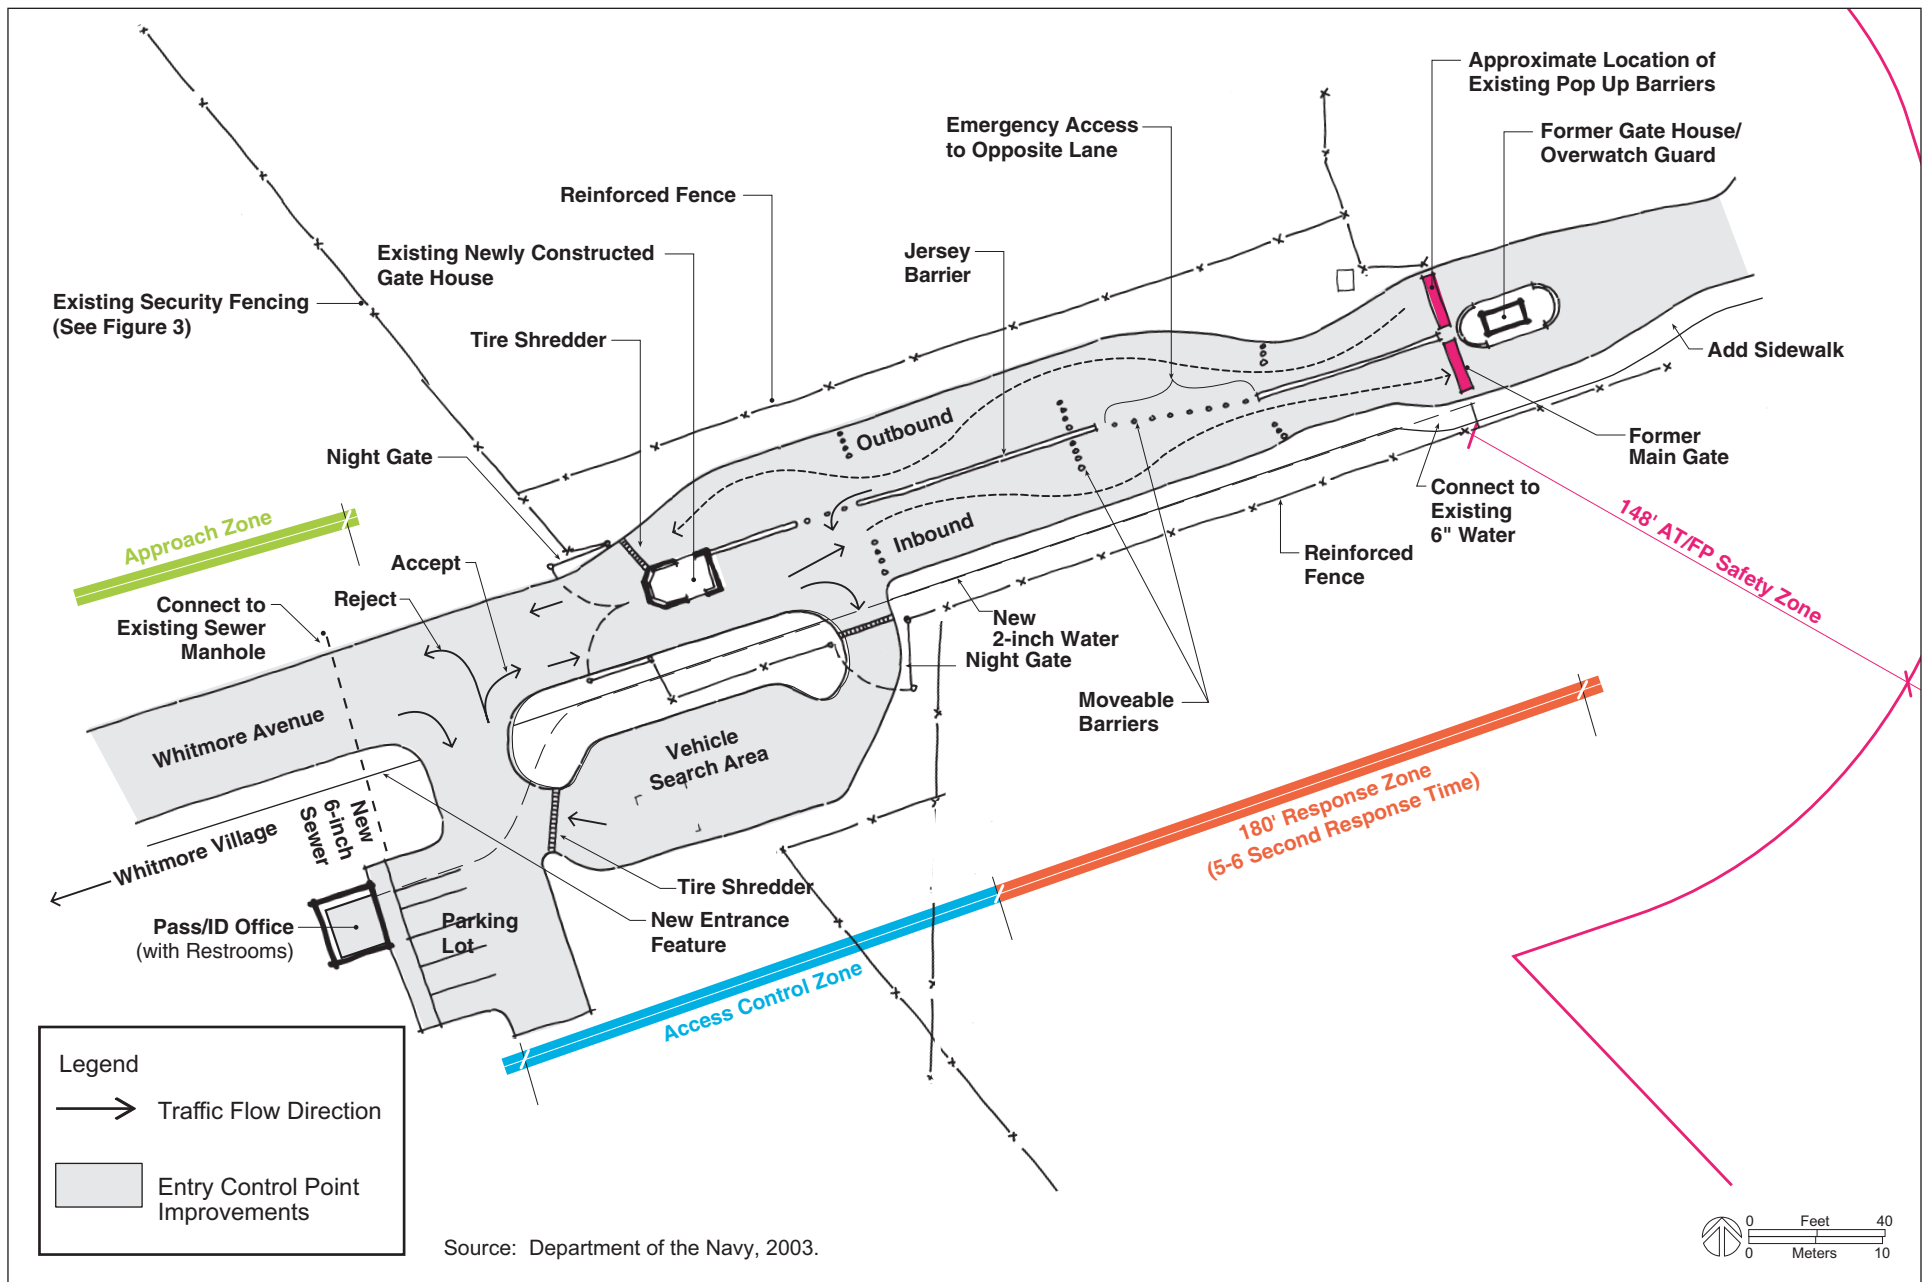 Approximate Location of
Existing Pop Up Barriers
Emergency Access
to Opposite Lane
Former Gate House/
Overwatch Guard
Reinforced Fence
Existing Newly Constructed
Gate House
Jersey
Barrier
Existing Security Fencing
(See Figure 3)
Tire Shredder
Add Sidewalk
Outbound
Night Gate
Former
Main Gate
Connect to
Existing
6" Water
148' AT/FP Safety Zone
Approach Zone
Inbound
Reinforced
Fence
Accept
Reject
Connect to
Existing Sewer
Manhole
New
2-inch Water
Night Gate
Moveable
Barriers
Whitmore Avenue
Vehicle
Search Area
New
6-inch
Sewer
Whitmore Village
180' Response Zone
(5-6 Second Response Time)
Tire Shredder
New Entrance
Feature
Pass/ID Office
(with Restrooms)
Parking
Lot
Access Control Zone
Legend
Traffic Flow Direction
Entry Control Point
Improvements
Source: Department of the Navy, 2003.
0 Feet 40
0 Meters 10